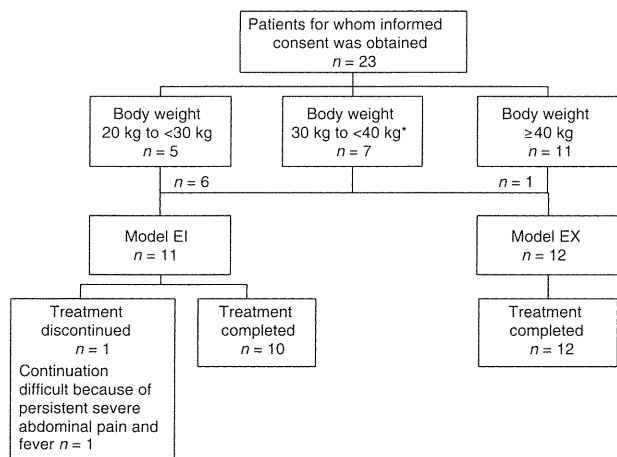 Patients for whom informed
consent was obtained
n = 23
Body weight
20 kg to <30 kg
n = 5
Body weight
30 kg to <40 kg*
n = 7
Body weight
≥40 kg
n = 11
n = 6
n = 1
Model EI
n = 11
Model EX
n = 12
Treatment
discontinued
n = 1
Continuation
difficult because of
persistent severe
abdominal pain and
fever n = 1
Treatment
completed
n = 10
Treatment
completed
n = 12